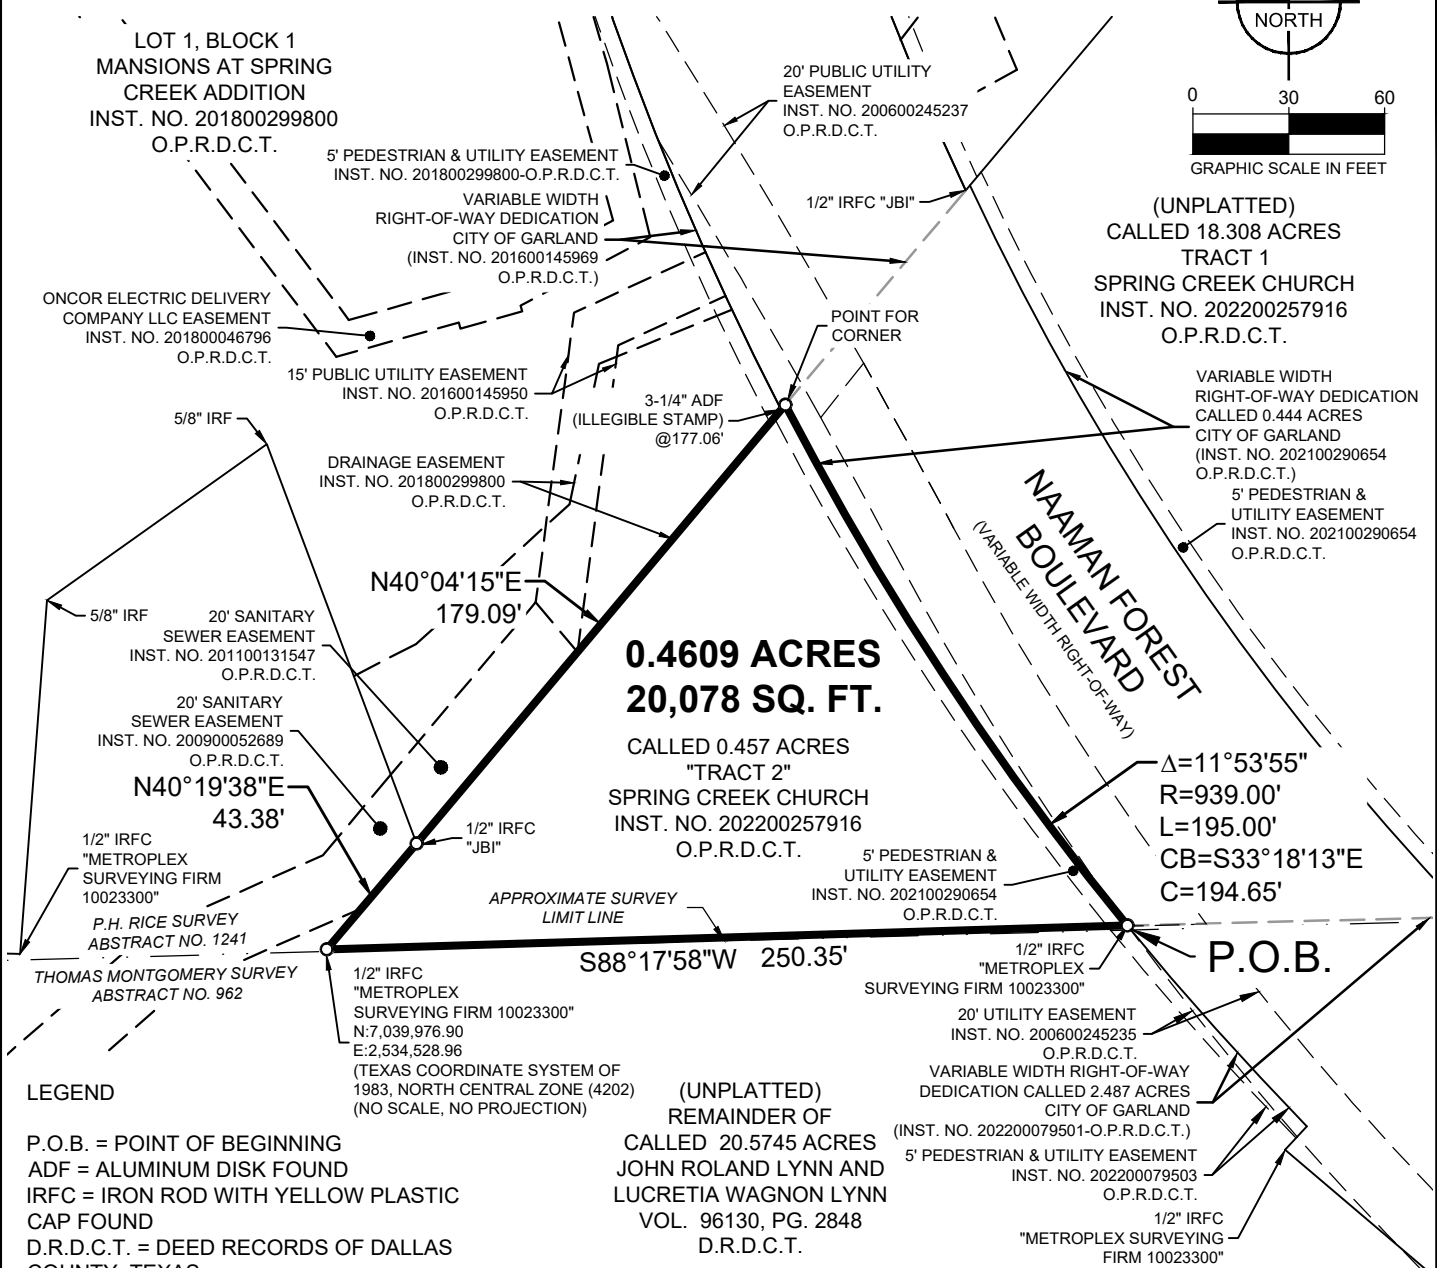 LOT 1, BLOCK 1
MANSIONS AT SPRING
CREEK ADDITION
INST. NO. 201800299800
O.P.R.D.C.T.
NORTH
0 30 60
GRAPHIC SCALE IN FEET
20' PUBLIC UTILITY
EASEMENT
INST. NO. 200600245237
O.P.R.D.C.T.
5' PEDESTRIAN & UTILITY EASEMENT
INST. NO. 201800299800-O.P.R.D.C.T.
VARIABLE WIDTH
RIGHT-OF-WAY DEDICATION
CITY OF GARLAND
(INST. NO. 201600145969
O.P.R.D.C.T.)
1/2" IRFC "JBI"
(UNPLATTED)
CALLED 18.308 ACRES
TRACT 1
SPRING CREEK CHURCH
INST. NO. 202200257916
O.P.R.D.C.T.
ONCOR ELECTRIC DELIVERY
COMPANY LLC EASEMENT
INST. NO. 201800046796
O.P.R.D.C.T.
POINT FOR
CORNER
15' PUBLIC UTILITY EASEMENT
INST. NO. 201600145950
O.P.R.D.C.T.
3-1/4" ADF
(ILLEGIBLE STAMP)
@177.06'
VARIABLE WIDTH
RIGHT-OF-WAY DEDICATION
CALLED 0.444 ACRES
CITY OF GARLAND
(INST. NO. 202100290654
O.P.R.D.C.T.)
5/8" IRF
DRAINAGE EASEMENT
INST. NO. 201800299800
O.P.R.D.C.T.
5' PEDESTRIAN &
UTILITY EASEMENT
INST. NO. 202100290654
O.P.R.D.C.T.
NAAMAN FOREST
BOULEVARD
(VARIABLE WIDTH RIGHT-OF-WAY)
N40°04'15"E
179.09'
5/8" IRF
20' SANITARY
SEWER EASEMENT
INST. NO. 201100131547
O.P.R.D.C.T.
0.4609 ACRES
20,078 SQ. FT.
CALLED 0.457 ACRES
"TRACT 2"
SPRING CREEK CHURCH
INST. NO. 202200257916
O.P.R.D.C.T.
20' SANITARY
SEWER EASEMENT
INST. NO. 200900052689
O.P.R.D.C.T.
N40°19'38"E
43.38'
Δ=11°53'55"
R=939.00'
L=195.00'
CB=S33°18'13"E
C=194.65'
1/2" IRFC
"JBI"
1/2" IRFC
"METROPLEX
SURVEYING FIRM
10023300"
5' PEDESTRIAN &
UTILITY EASEMENT
INST. NO. 202100290654
O.P.R.D.C.T.
APPROXIMATE SURVEY
LIMIT LINE
P.H. RICE SURVEY
ABSTRACT NO. 1241
THOMAS MONTGOMERY SURVEY
ABSTRACT NO. 962
S88°17'58"W 250.35'
1/2" IRFC
"METROPLEX
SURVEYING FIRM 10023300"
P.O.B.
1/2" IRFC
"METROPLEX
SURVEYING FIRM 10023300"
N:7,039,976.90
E:2,534,528.96
(TEXAS COORDINATE SYSTEM OF
1983, NORTH CENTRAL ZONE (4202)
(NO SCALE, NO PROJECTION)
20' UTILITY EASEMENT
INST. NO. 200600245235
O.P.R.D.C.T.
VARIABLE WIDTH RIGHT-OF-WAY
DEDICATION CALLED 2.487 ACRES
CITY OF GARLAND
(INST. NO. 202200079501-O.P.R.D.C.T.)
5' PEDESTRIAN & UTILITY EASEMENT
INST. NO. 202200079503
O.P.R.D.C.T.
1/2" IRFC
"METROPLEX SURVEYING
FIRM 10023300"
(UNPLATTED)
REMAINDER OF
CALLED 20.5745 ACRES
JOHN ROLAND LYNN AND
LUCRETIA WAGNON LYNN
VOL. 96130, PG. 2848
D.R.D.C.T.
LEGEND
P.O.B. = POINT OF BEGINNING
ADF = ALUMINUM DISK FOUND
IRFC = IRON ROD WITH YELLOW PLASTIC
CAP FOUND
D.R.D.C.T. = DEED RECORDS OF DALLAS
COUNTY, TEXAS